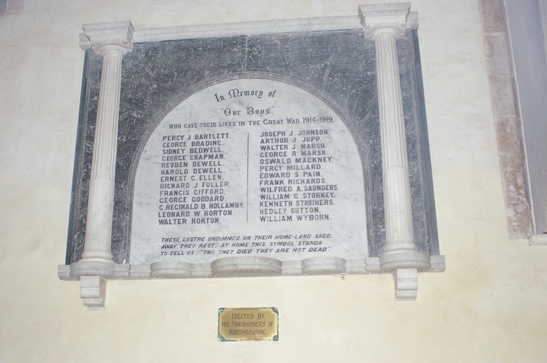 In Memory of
"Our Boys"
WHO GAVE THEIR LIVES IN THE GREAT WAR 1914-1919.
PERCY J BARTLETT.
GEORGE BRADING.
SIDNEY BEDWELL.
GEORGE CHAPMAN.
REUBEN DEWELL.
HAROLD DEWELL.
ERNEST C ELLEN.
RICHARD J FULLER.
FRANCIS GIFFORD.
GEORGE GODDARD.
C. REGINALD B. HOLLAWAY.
LEONARD W. HORTON.
WALTER HORTON.
JOSEPH J JOHNSON.
ARTHUR J JUPP.
WALTER J MARSH.
GEORGE R MARSH.
OSWALD MACKNEY.
PERCY MILLARD.
EDWARD S PAIN.
FRANK RICHARDS.
WILFRED A SAUNDERS.
WILLIAM C. STORKEY.
KENNETH STRUTHERS.
HEDLEY SUTTON.
WILLIAM WYBORN.
THESE LUSTRE UNDIMMED ON THEIR HOME-LAND SHED.
AWAY THEY REST: AT HOME THIS SYMBOL STANDS
TO TELL US: "THO' THEY DIED THEY ARE NOT DEAD".
ERECTED BY
THE PARISHIONERS OF
NORTHBOURNE